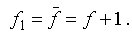 f₁ = f̄ = f + 1.